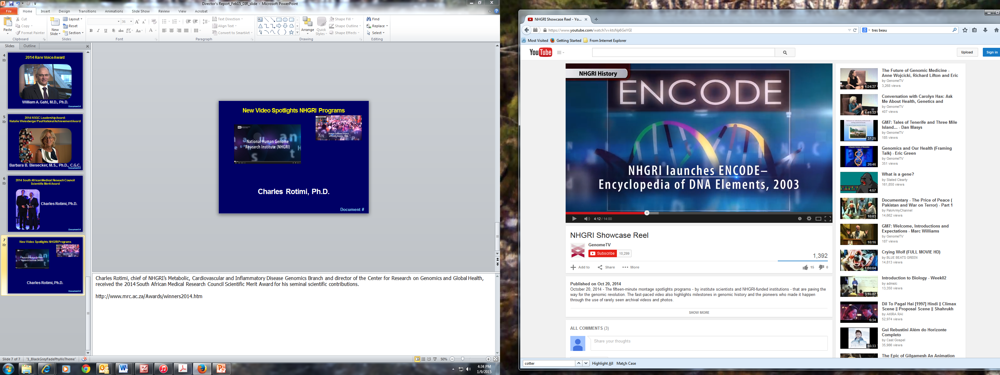 Director's Report_Feb15_DIR_slide - Microsoft PowerPoint
File Home Insert Design Transitions Animations Slide Show Review View Acrobat
Paste
Cut
Copy
Format Painter
Clipboard
New Slide
Layout
Reset
Section
Slides
36
Font
Text Direction
Align Text
Convert to SmartArt
Paragraph
Arrange
Quick Styles
Shape Fill
Shape Outline
Shape Effects
Drawing
Find
Replace
Select
Editing
Slides Outline
4
2014 Rare Voice Award
William A. Gahl, M.D., Ph.D.
Document #
5
2014 NSGC Leadership Award:
Natalie Weissberger Paul National Achievement Award
Barbara B. Biesecker, M.S., Ph.D., C.G.C.
Document #
6
2014 South African Medical Reseach Council
Scientific Merit Award
Charles Rotimi, Ph.D.
Document #
7
New Video Spotlights NHGRI Programs
National Human Genome
Research Institute (NHGRI)
Charles Rotimi, Ph.D.
Document #
New Video Spotlights NHGRI Programs
National Human Genome
Research Institute (NHGRI)
Human Genome Project
officially begins, 1990
Charles Rotimi, Ph.D.
Document #
Charles Rotimi, chief of NHGRI's Metabolic, Cardiovascular and Inflammatory Disease Genomics Branch and director of the Center for Research on Genomics and Global Health,
received the 2014 South African Medical Research Council Scientific Merit Award for his seminal scientific contributions.
http://www.mrc.ac.za/Awards/winners2014.htm
Slide 7 of 7 "1_BlackGreyFadePhyllisTheme" 50%
4:34 PM
1/9/2015
NHGRI Showcase Reel - Yo...
https://www.youtube.com/watch?v=ktsNp6GeYGI
tres beau
Most Visited Getting Started From Internet Explorer
YouTube
Upload
Sign in
NHGRI History
ENCODE
NHGRI launches ENCODE–
Encyclopedia of DNA Elements, 2003
4:12 / 14:00
NHGRI Showcase Reel
GenomeTV
Subscribe 10,299
1,392
Add to Share More
15 0
Published on Oct 20, 2014
October 20, 2014 - The fifteen-minute montage spotlights programs - by institute scientists and NHGRI-funded institutions - that are paving the
way for the genomic revolution. The fast-paced video also highlights milestones in genomic history and the pioneers who made it happen
through the use of rarely seen archival videos and photos.
SHOW MORE
ALL COMMENTS (3)
Share your thoughts
The Future of Genomic Medicine -
Anne Wojcicki, Richard Lifton and Eric
by GenomeTV
3,268 views
1:24:37
Conversation with Carolyn Hax: Ask
Me About Health, Genetics and
by GenomeTV
407 views
1:41:32
GM7: Tales of Tenerife and Three Mile
Island... - Dan Masys
by GenomeTV
185 views
37:25
Genomics and Our Health (Framing
Talk) - Eric Green
by GenomeTV
351 views
20:46
What is a gene?
by Stated Clearly
161,850 views
4:57
Documentary - The Price of Peace (
Pakistan and War on Terror) - Part 1
by PakArmyChannel
14,662 views
10:03
GM7: Welcome, Introductions and
Expectations - Marc Williams
by GenomeTV
187 views
10:16
Crying Wolf (FULL MOVIE HD)
by BLUE BEATS GREEN
14,813 views
1:00:04
Introduction to Biology - Week02
by admslc
13,350 views
3:16:07
Dil To Pagal Hai [1997] Hindi || Climax
Scene || Proposal Scene || Shahrukh
by AKIRA RAI
52,974 views
6:34
Gui Rebustini Além do Horizonte
Completo
by Cast Gospel
35,986 views
55:33
The Epic of Gilgamesh An Animation
cotter
Highlight All Match Case